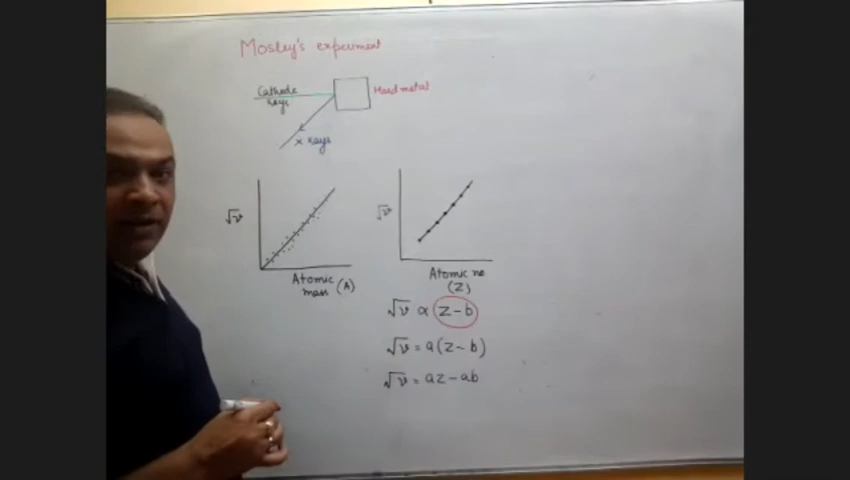 Mosley's experiment
Cathode
Rays
Hard metal
X Rays
√ν
Atomic
mass (A)
√ν
Atomic no
(Z)
√ν ∝ (Z-b)
√ν = a(Z-b)
√ν = aZ-ab